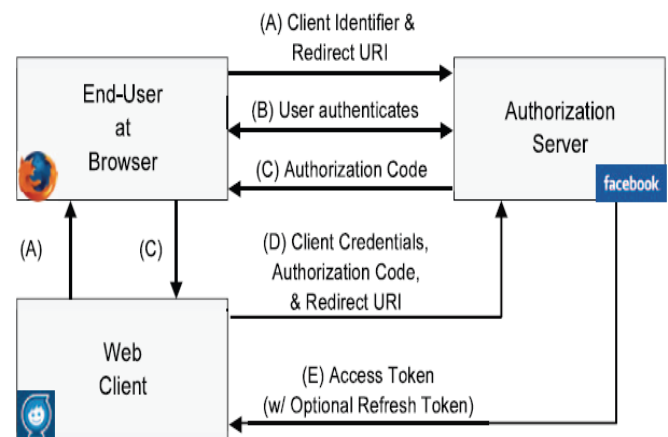 (A) Client Identifier &
Redirect URI
End-User
at
Browser
(B) User authenticates
Authorization
Server
(C) Authorization Code
facebook
(A)
(C)
(D) Client Credentials,
Authorization Code,
& Redirect URI
Web
Client
(E) Access Token
(w/ Optional Refresh Token)